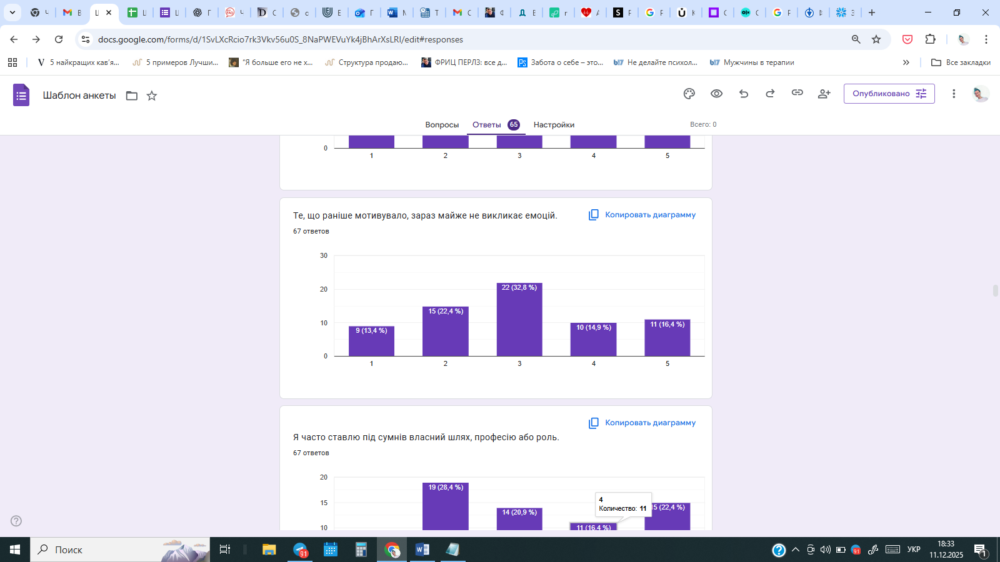 docs.google.com/forms/d/1SvLXcRcio7rk3Vkv56u0S_8NaPWEVuYk4jBhArXsLRI/edit#responses
5 найкращих кав'я...
5 примеров Лучши...
"Я больше его не х...
Структура продаю...
ФРИЦ ПЕРЛЗ: все д...
Забота о себе – это...
Не делайте психол...
Мужчины в терапии
Все закладки
Шаблон анкеты
Опубликовано
Вопросы
Ответы 65
Настройки
Всего: 0
0
1 2 3 4 5
Те, що раніше мотивувало, зараз майже не викликає емоцій.
Копировать диаграмму
67 ответов
30
20
10
0
9 (13,4 %)
15 (22,4 %)
22 (32,8 %)
10 (14,9 %)
11 (16,4 %)
1 2 3 4 5
Копировать диаграмму
Я часто ставлю під сумнів власний шлях, професію або роль.
67 ответов
20
15
10
19 (28,4 %)
14 (20,9 %)
11 (16,4 %)
5 (22,4 %)
4
Количество: 11
Поиск
91
91
УКР
18:33
11.12.2025
1